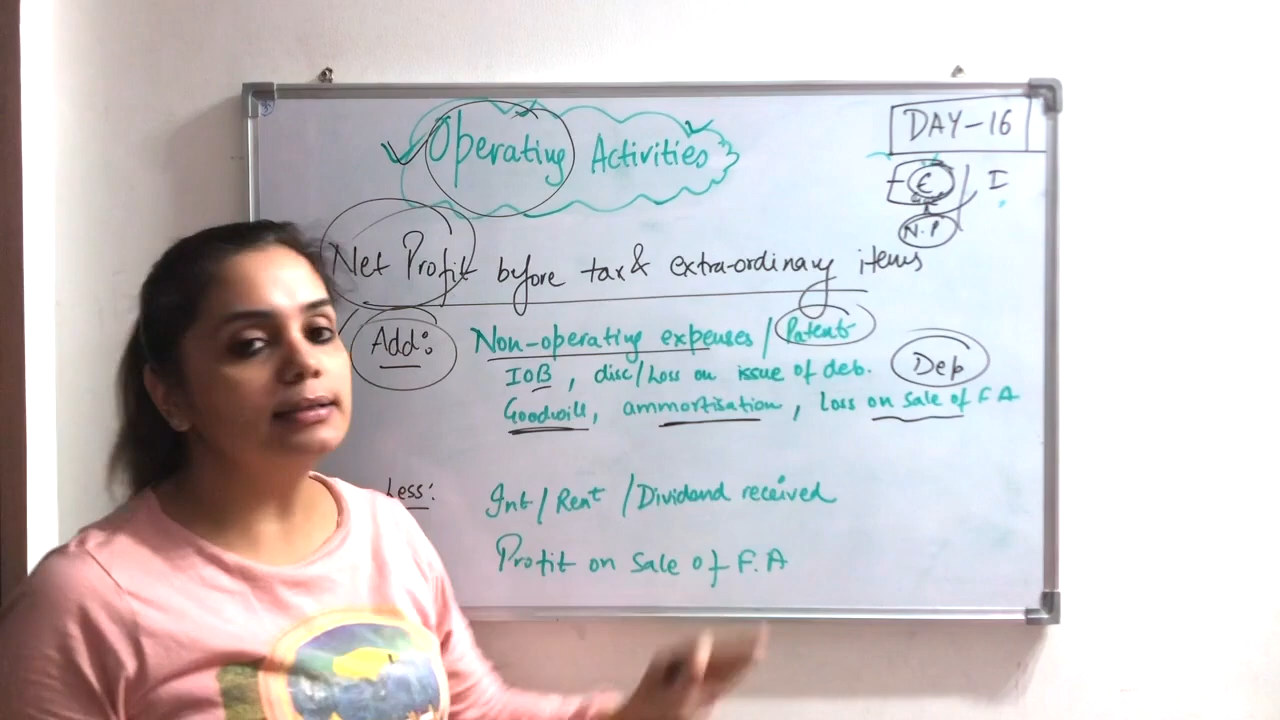 DAY-16
Operating Activities
E / I
N.P
Net Profit before tax & extra-ordinary items
Add: Non-operating expenses / Patents
IOB, disc/Loss on issue of deb. Dep
Goodwill, ammortisation, Loss on Sale of F A
Less: Int / Rent / Dividend received
Profit on Sale of F.A